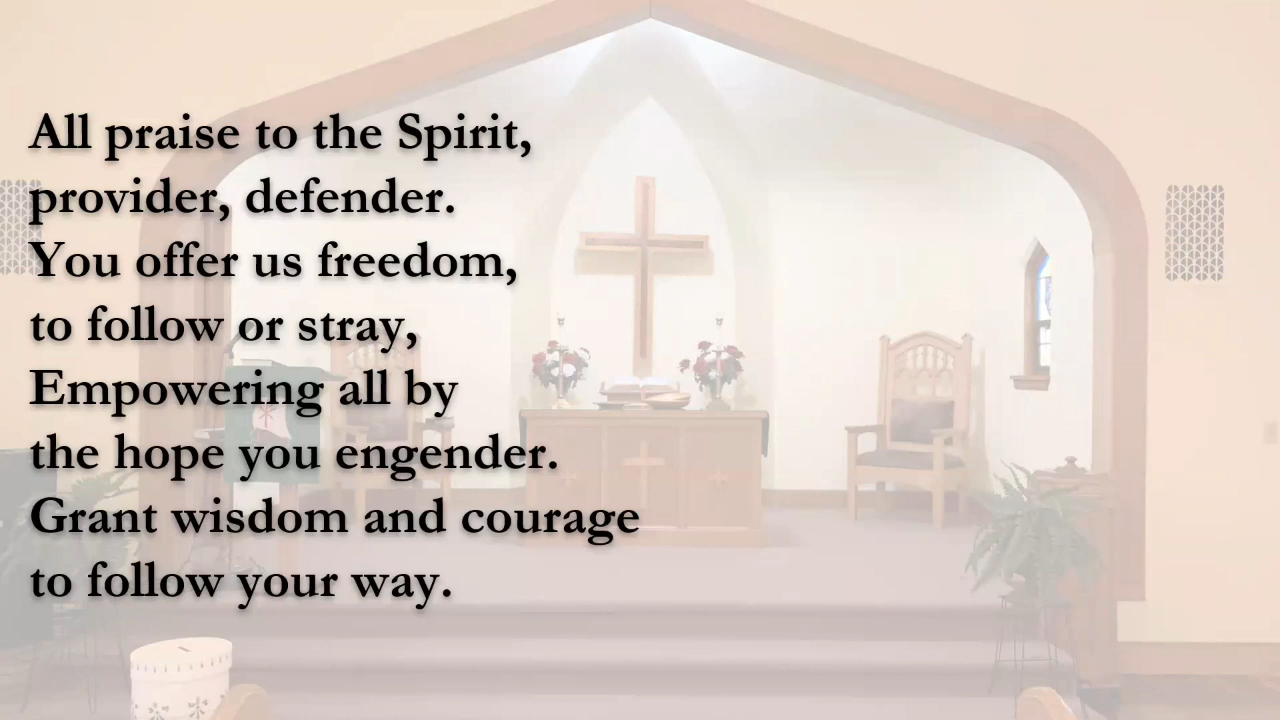 All praise to the Spirit,
provider, defender.
You offer us freedom,
to follow or stray,
Empowering all by
the hope you engender.
Grant wisdom and courage
to follow your way.